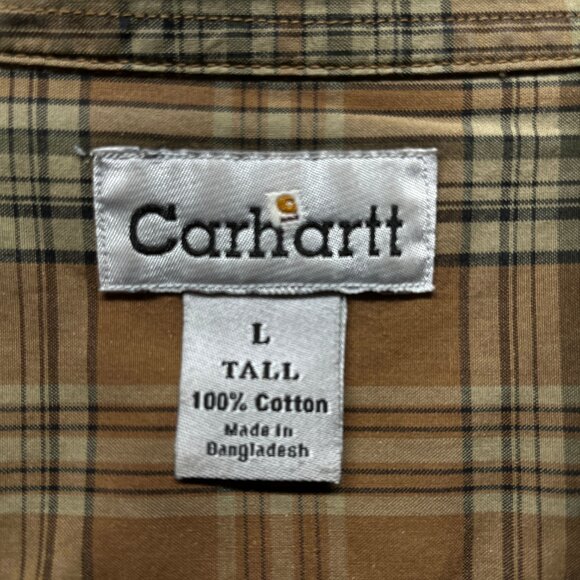 Carhartt
L
TALL
100% Cotton
Made in
Bangladesh